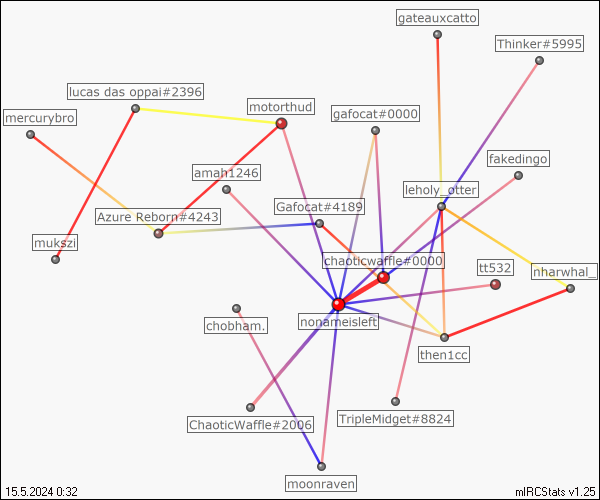 gateauxcatto
Thinker#5995
lucas das oppai#2396
motorthud
mercurybro
gafocat#0000
fakedingo
amah1246
leholy_otter
Gafocat#4189
Azure Reborn#4243
mukszi
chaoticwaffle#0000
tt532
nharwhal_
chobham.
nonameisleft
then1cc
ChaoticWaffle#2006
TripleMidget#8824
moonraven
15.5.2024 0:32
mIRCStats v1.25